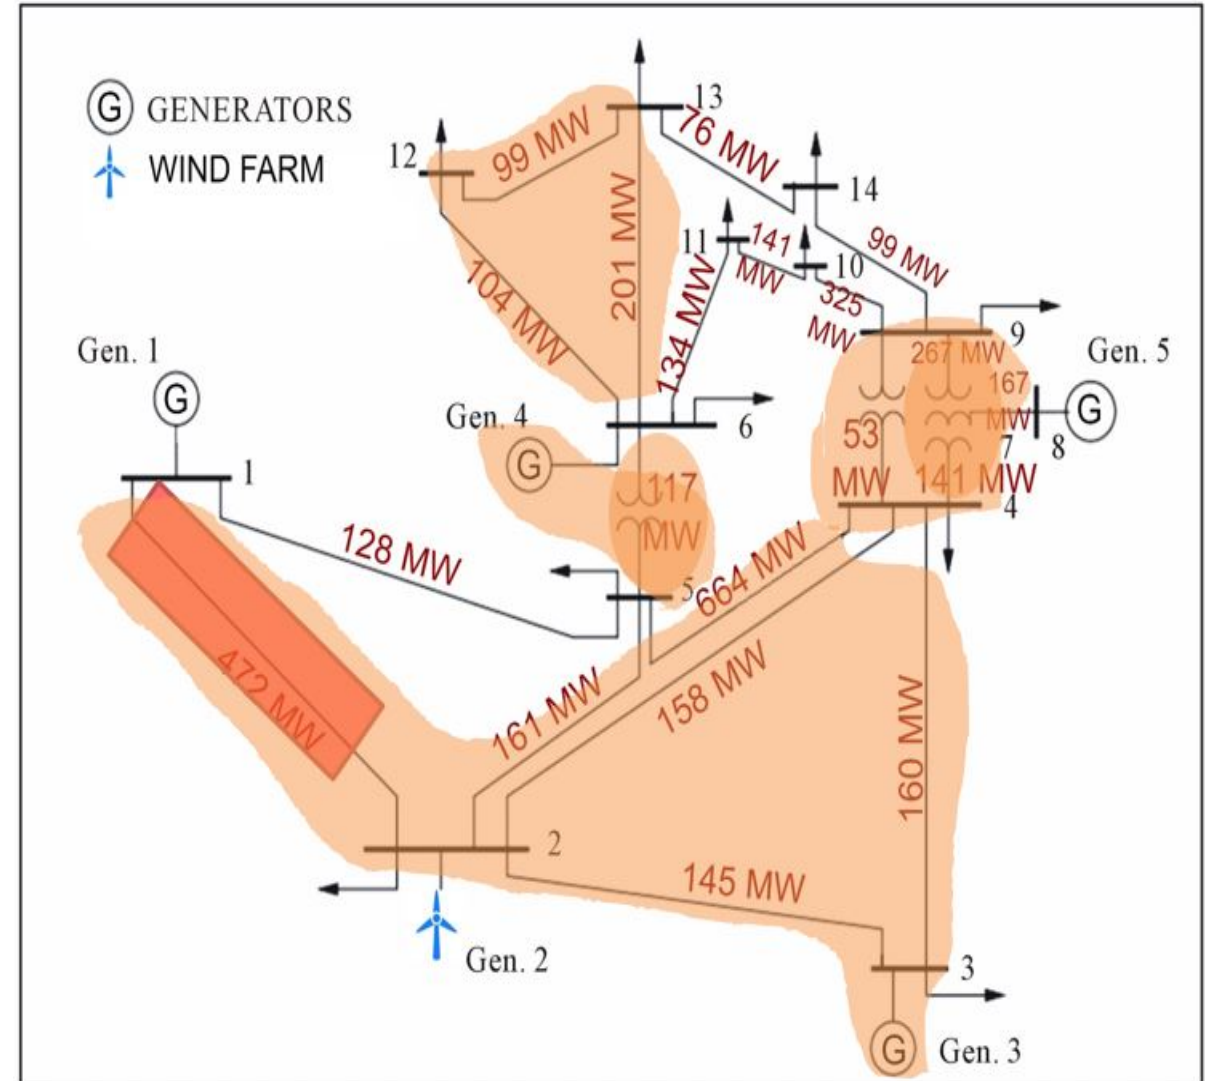 13
G GENERATORS
76 MW
99 MW
12
WIND FARM
14
201 MW
11
141
MW
10
99 MW
104 MW
134 MW
325
MW
9
Gen. 1
267 MW
Gen. 5
G
167
MW
G
Gen. 4
6
53
MW
7
8
G
1
117
MW
141 MW
4
128 MW
5
664 MW
472 MW
161 MW
158 MW
160 MW
2
145 MW
Gen. 2
3
G
Gen. 3